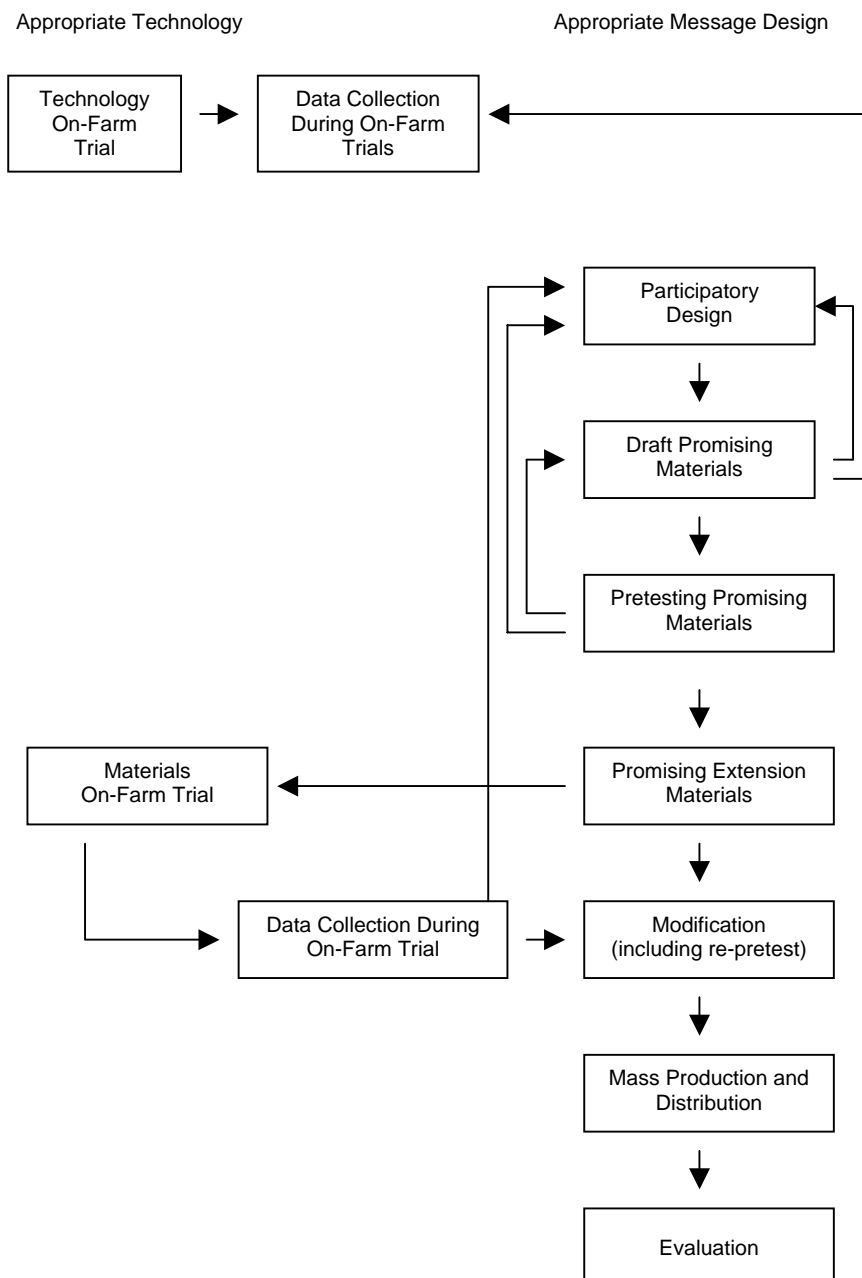 Appropriate Technology
Appropriate Message Design
Technology
On-Farm
Trial
Data Collection
During On-Farm
Trials
Participatory
Design
Draft Promising
Materials
Pretesting Promising
Materials
Materials
On-Farm Trial
Promising Extension
Materials
Data Collection During
On-Farm Trial
Modification
(including re-pretest)
Mass Production and
Distribution
Evaluation